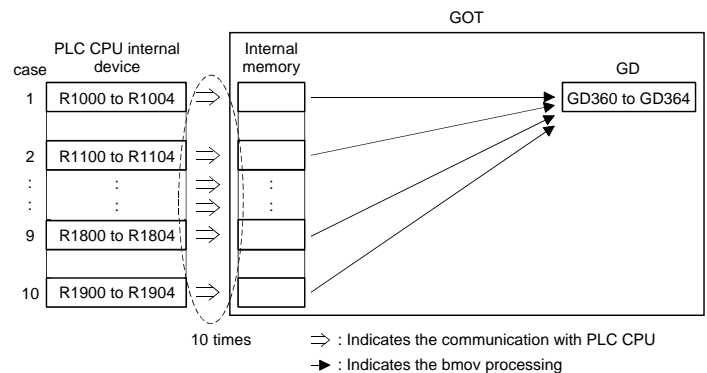 GOT
PLC CPU internal
device
Internal
memory
case
GD
1
R1000 to R1004
GD360 to GD364
2
R1100 to R1104
: : :
: : :
9
R1800 to R1804
10
R1900 to R1904
10 times
⇒ : Indicates the communication with PLC CPU
→ : Indicates the bmov processing